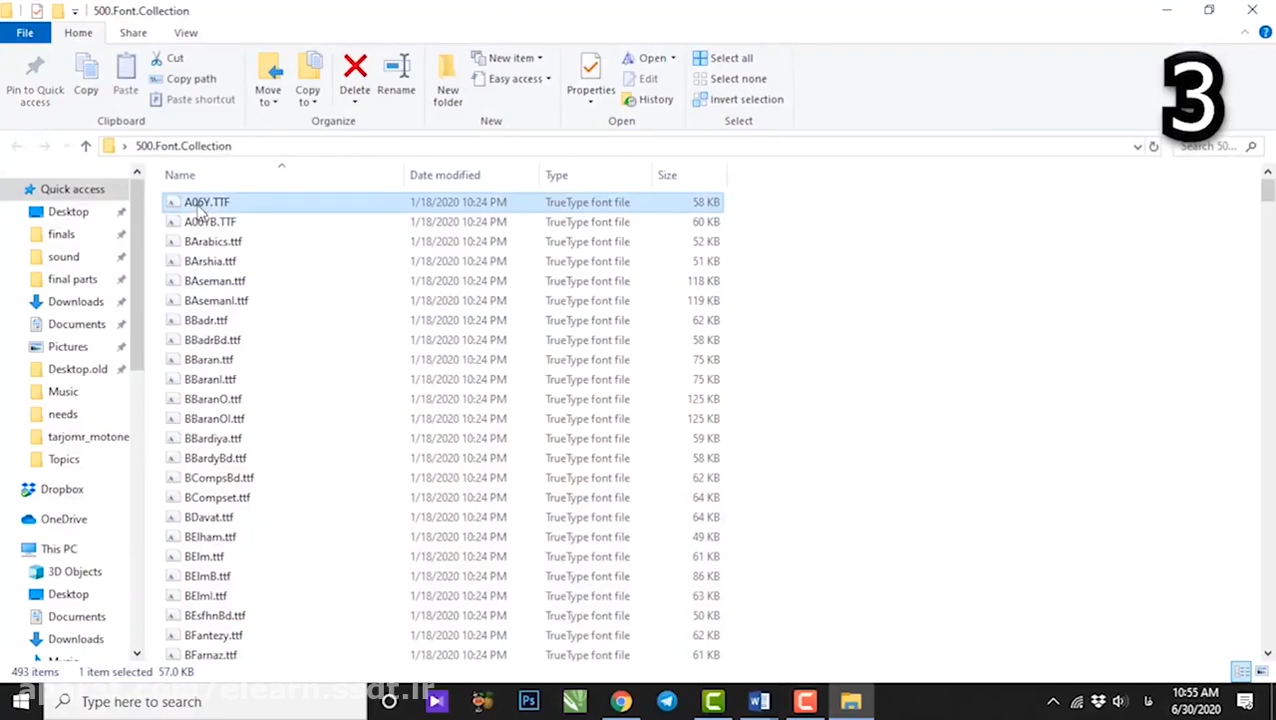 500.Font.Collection
File Home Share View
Pin to Quick access
Copy
Paste
Cut
Copy path
Paste shortcut
Move to
Copy to
Delete
Rename
New folder
New item
Easy access
Properties
Open
Edit
History
Select all
Select none
Invert selection
Clipboard Organize New Open Select
3
500.Font.Collection
Search 50...
Name Date modified Type Size
A06Y.TTF 1/18/2020 10:24 PM TrueType font file 58 KB
A06YB.TTF 1/18/2020 10:24 PM TrueType font file 60 KB
BArabics.ttf 1/18/2020 10:24 PM TrueType font file 52 KB
BArshia.ttf 1/18/2020 10:24 PM TrueType font file 51 KB
BAseman.ttf 1/18/2020 10:24 PM TrueType font file 118 KB
BAsemanI.ttf 1/18/2020 10:24 PM TrueType font file 119 KB
BBadr.ttf 1/18/2020 10:24 PM TrueType font file 62 KB
BBadrBd.ttf 1/18/2020 10:24 PM TrueType font file 58 KB
BBaran.ttf 1/18/2020 10:24 PM TrueType font file 75 KB
BBaranI.ttf 1/18/2020 10:24 PM TrueType font file 75 KB
BBaranO.ttf 1/18/2020 10:24 PM TrueType font file 125 KB
BBaranOI.ttf 1/18/2020 10:24 PM TrueType font file 125 KB
BBardiya.ttf 1/18/2020 10:24 PM TrueType font file 59 KB
BBardyBd.ttf 1/18/2020 10:24 PM TrueType font file 58 KB
BCompsBd.ttf 1/18/2020 10:24 PM TrueType font file 62 KB
BCompset.ttf 1/18/2020 10:24 PM TrueType font file 64 KB
BDavat.ttf 1/18/2020 10:24 PM TrueType font file 64 KB
BElham.ttf 1/18/2020 10:24 PM TrueType font file 49 KB
BElm.ttf 1/18/2020 10:24 PM TrueType font file 61 KB
BElmB.ttf 1/18/2020 10:24 PM TrueType font file 86 KB
BElmI.ttf 1/18/2020 10:24 PM TrueType font file 63 KB
BEsfhnBd.ttf 1/18/2020 10:24 PM TrueType font file 50 KB
BFantezy.ttf 1/18/2020 10:24 PM TrueType font file 62 KB
BFarnaz.ttf 1/18/2020 10:24 PM TrueType font file 61 KB
Quick access
Desktop
finals
sound
final parts
Downloads
Documents
Pictures
Desktop.old
Music
needs
tarjomr_motone
Topics
Dropbox
OneDrive
This PC
3D Objects
Desktop
Documents
Downloads
Music
493 items 1 item selected 57.0 KB
aparat.com/elearn.ssdt.ir
Type here to search
فا
10:55 AM
6/30/2020